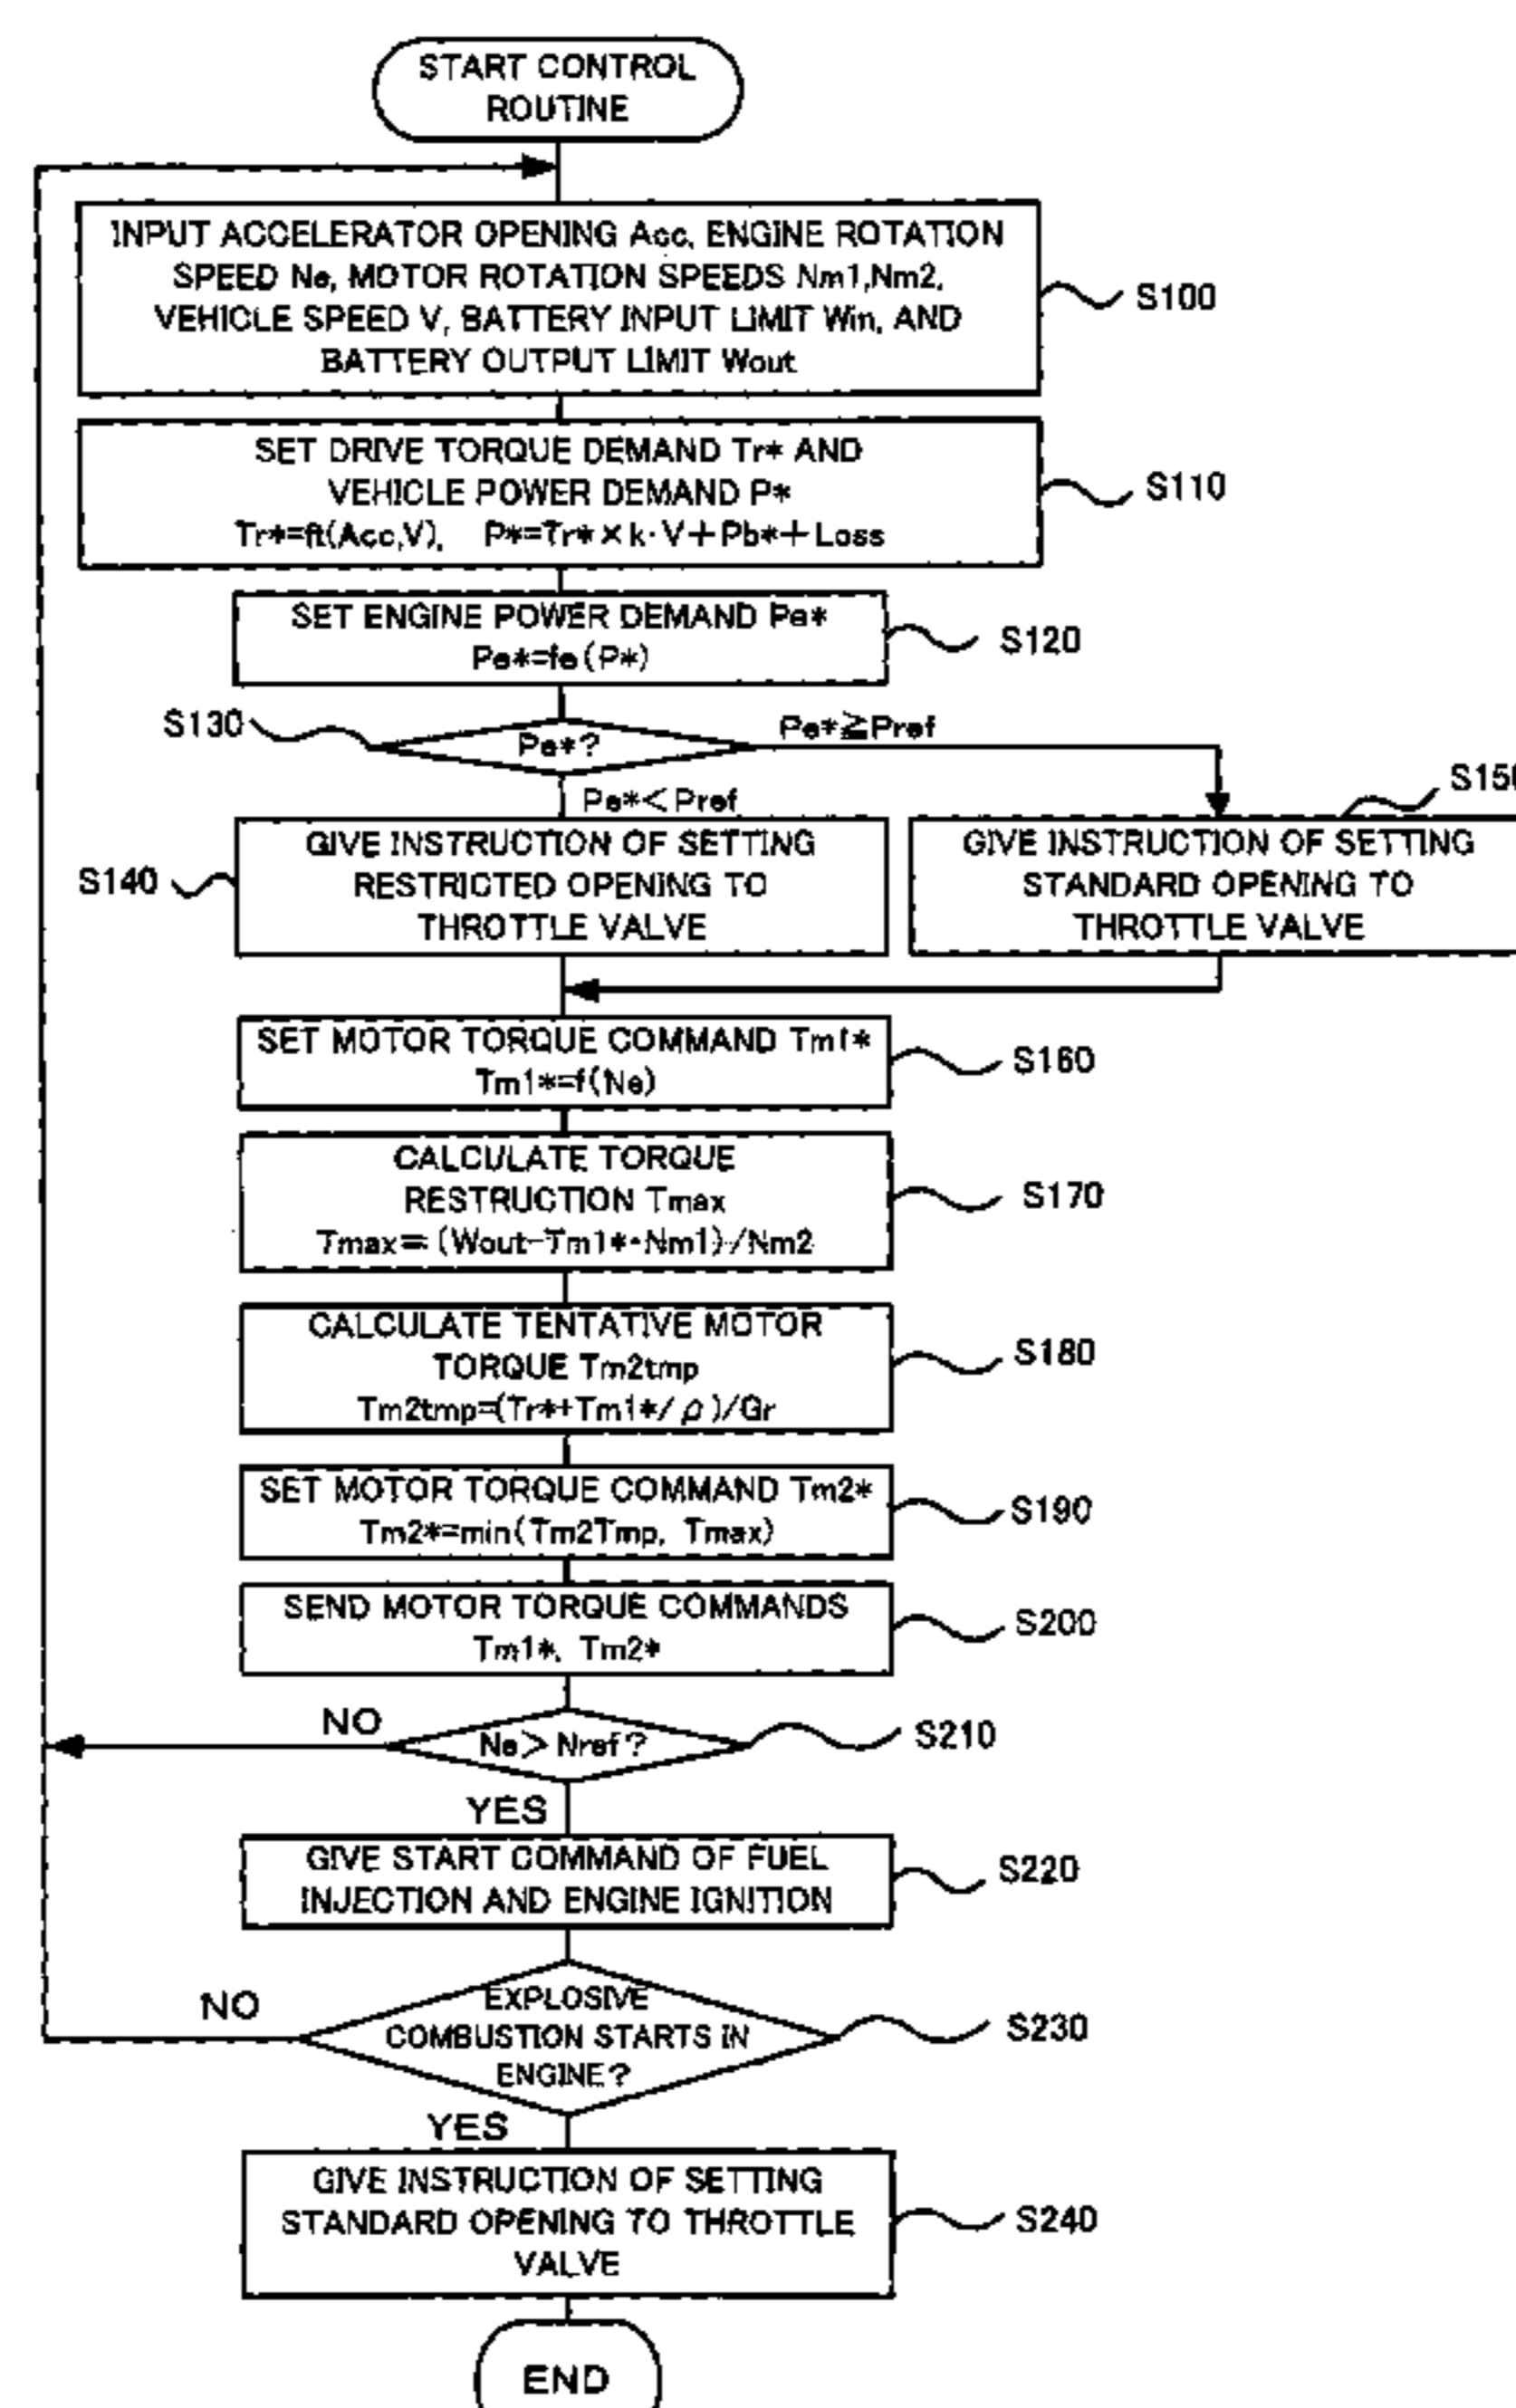 START CONTROL
ROUTINE
INPUT ACCELERATOR OPENING Acc, ENGINE ROTATION
SPEED Ne, MOTOR ROTATION SPEEDS Nm1,Nm2,
VEHICLE SPEED V, BATTERY INPUT LIMIT Win, AND
BATTERY OUTPUT LIMIT Wout
S100
SET DRIVE TORQUE DEMAND Tr* AND
VEHICLE POWER DEMAND P*
Tr*=ft(Acc,V), P*=Tr*×k·V+Pb*+Loss
S110
SET ENGINE POWER DEMAND Pe*
Pe*=fe(P*)
S120
S130
Pe*?
Pe*≧Pref
Pe*<Pref
S140
GIVE INSTRUCTION OF SETTING
RESTRICTED OPENING TO
THROTTLE VALVE
S150
GIVE INSTRUCTION OF SETTING
STANDARD OPENING TO
THROTTLE VALVE
SET MOTOR TORQUE COMMAND Tm1*
Tm1*=f(Ne)
S160
CALCULATE TORQUE
RESTRUCTION Tmax
Tmax=(Wout-Tm1*·Nm1)/Nm2
S170
CALCULATE TENTATIVE MOTOR
TORQUE Tm2tmp
Tm2tmp=(Tr*+Tm1*/ρ)/Gr
S180
SET MOTOR TORQUE COMMAND Tm2*
Tm2*=min(Tm2Tmp, Tmax)
S190
SEND MOTOR TORQUE COMMANDS
Tm1*, Tm2*
S200
NO
Ne>Nref?
S210
YES
GIVE START COMMAND OF FUEL
INJECTION AND ENGINE IGNITION
S220
NO
EXPLOSIVE
COMBUSTION STARTS IN
ENGINE?
S230
YES
GIVE INSTRUCTION OF SETTING
STANDARD OPENING TO THROTTLE
VALVE
S240
END